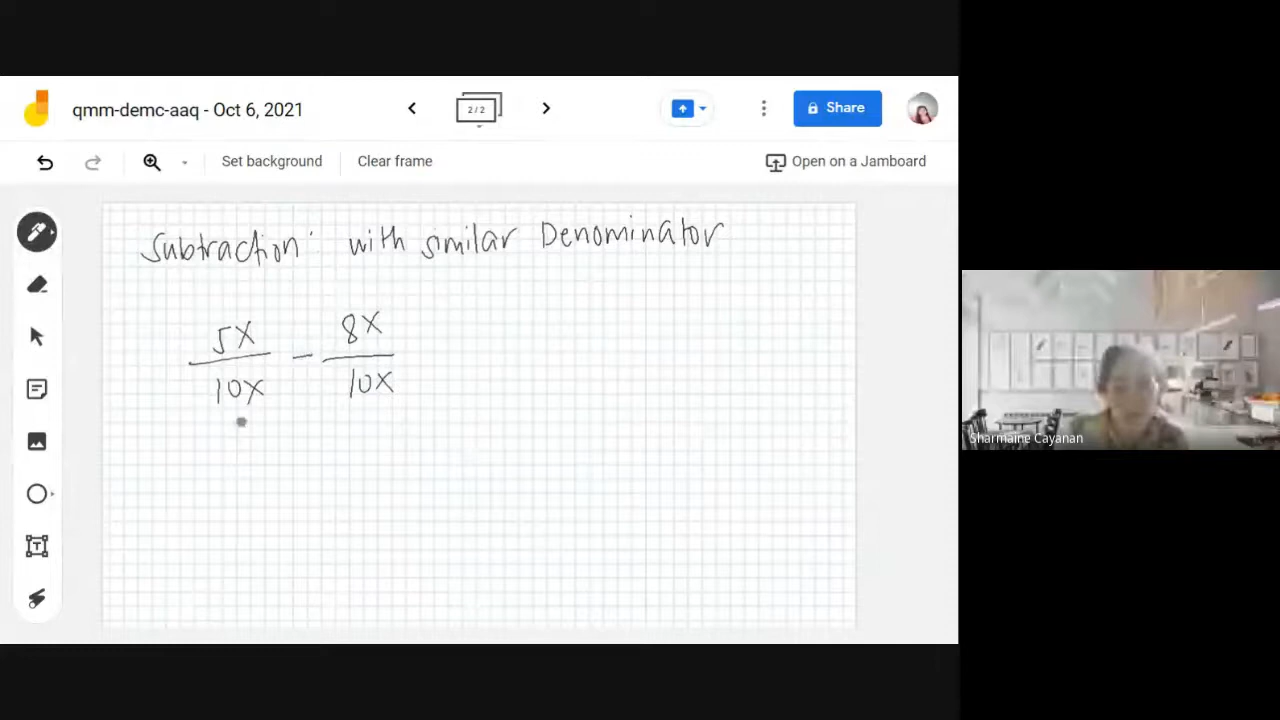 qmm-demc-aaq - Oct 6, 2021
2/2
Share
Set background
Clear frame
Open on a Jamboard
Subtraction: with similar Denominator
5X/10X - 8X/10X
Sharmaine Cayanan